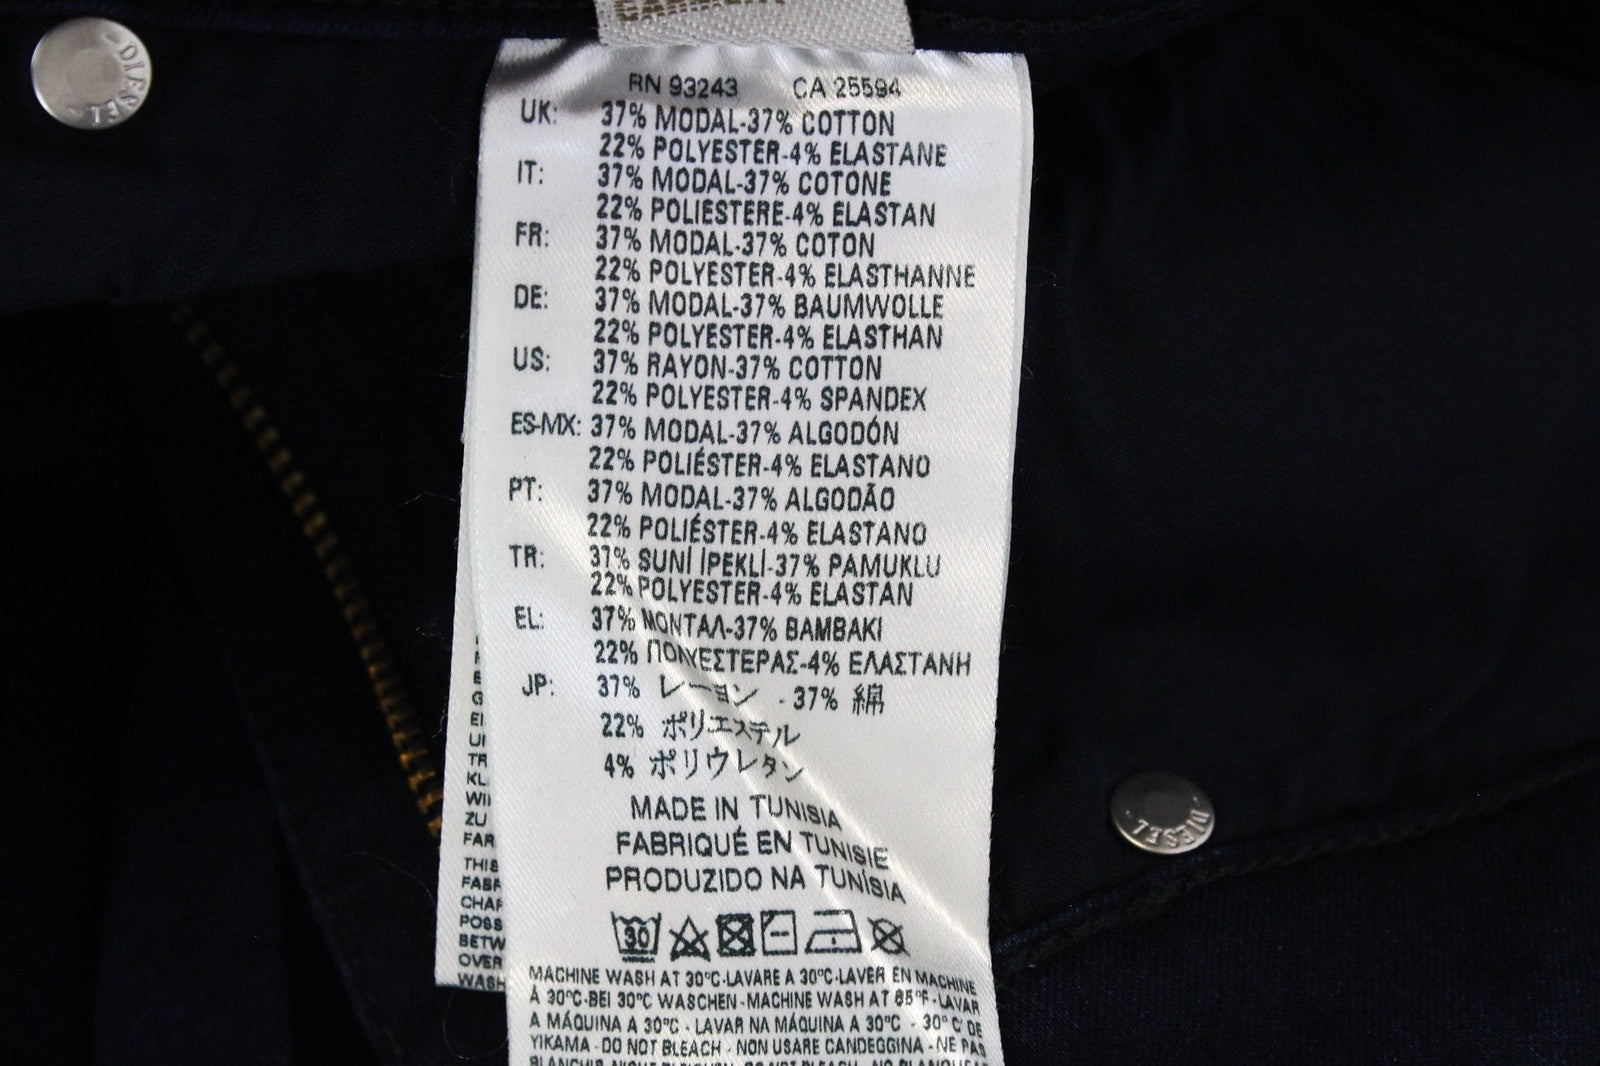 DIESEL
RN 93243 CA 25594
UK: 37% MODAL-37% COTTON
22% POLYESTER-4% ELASTANE
IT: 37% MODAL-37% COTONE
22% POLIESTERE-4% ELASTAN
FR: 37% MODAL-37% COTON
22% POLYESTER-4% ELASTHANNE
DE: 37% MODAL-37% BAUMWOLLE
22% POLYESTER-4% ELASTHAN
US: 37% RAYON-37% COTTON
22% POLYESTER-4% SPANDEX
ES-MX: 37% MODAL-37% ALGODÓN
22% POLIÉSTER-4% ELASTANO
PT: 37% MODAL-37% ALGODÃO
22% POLIÉSTER-4% ELASTANO
TR: 37% SUNİ İPEKLİ-37% PAMUKLU
22% POLYESTER-4% ELASTAN
EL: 37% ΜΟΝΤΑΛ-37% ΒΑΜΒΑΚΙ
22% ΠΟΛΥΕΣΤΕΡΑΣ-4% ΕΛΑΣΤΑΝΗ
JP: 37% レーヨン - 37% 綿
22% ポリエステル
4% ポリウレタン
MADE IN TUNISIA
FABRIQUÉ EN TUNISIE
PRODUZIDO NA TUNÍSIA
30
MACHINE WASH AT 30°C-LAVARE A 30°C-LAVER EN MACHINE
À 30°C-BEI 30°C WASCHEN-MACHINE WASH AT 85°F-LAVAR
A MÁQUINA A 30°C - LAVAR NA MÁQUINA A 30°C - 30° C' DE
YIKAMA - DO NOT BLEACH - NON USARE CANDEGGINA - NE PAS
THIS
POSS
BETW
OVER
WASH
DIESEL